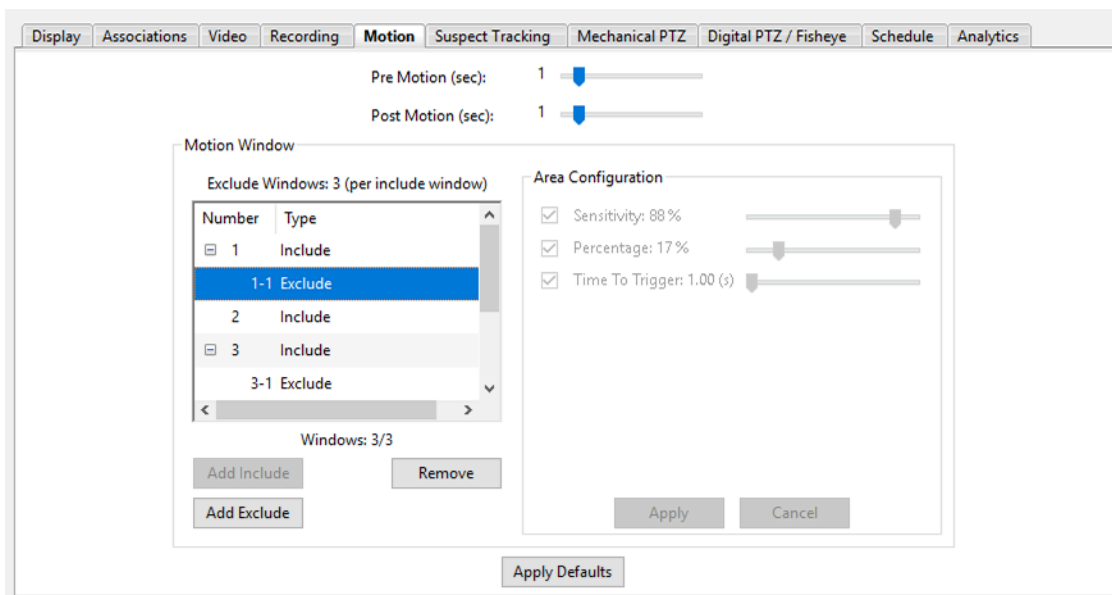 Display Associations Video Recording Motion Suspect Tracking Mechanical PTZ Digital PTZ / Fisheye Schedule Analytics
Pre Motion (sec): 1
Post Motion (sec): 1
Motion Window
Exclude Windows: 3 (per include window)
Number Type
1 Include
1-1 Exclude
2 Include
3 Include
3-1 Exclude
Windows: 3/3
Add Include Remove
Add Exclude
Area Configuration
Sensitivity: 88 %
Percentage: 17 %
Time To Trigger: 1.00 (s)
Apply Cancel
Apply Defaults